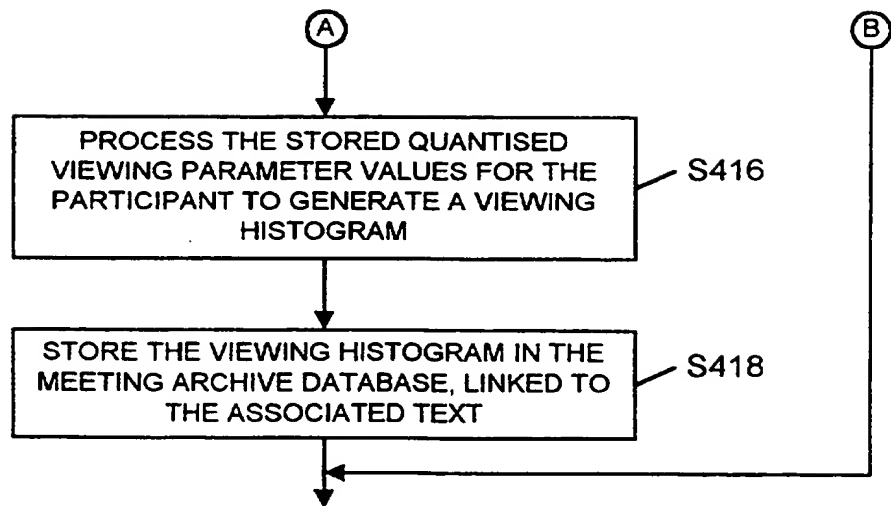 A
B
PROCESS THE STORED QUANTISED
VIEWING PARAMETER VALUES FOR THE
PARTICIPANT TO GENERATE A VIEWING
HISTOGRAM
S416
STORE THE VIEWING HISTOGRAM IN THE
MEETING ARCHIVE DATABASE, LINKED TO
THE ASSOCIATED TEXT
S418